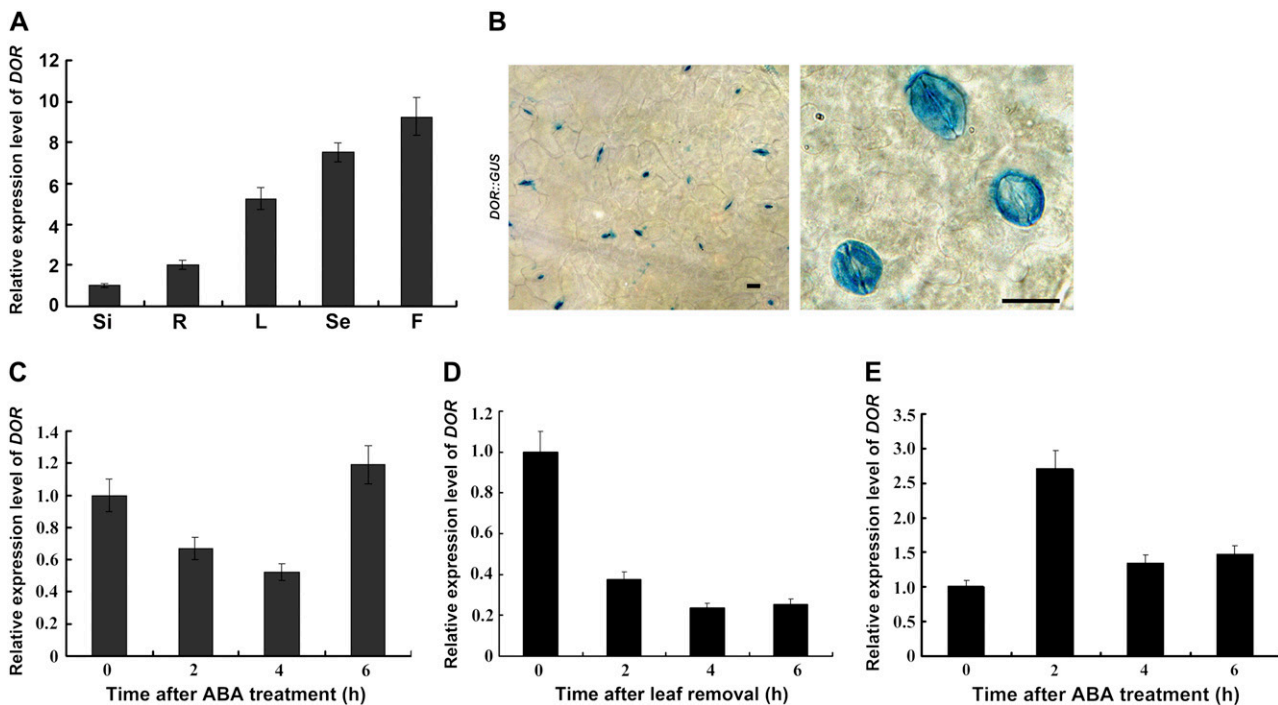 A
Relative expression level of DOR
12
10
8
6
4
2
0
Si R L Se F
B
DOR::GUS
C
Relative expression level of DOR
1.4
1.2
1.0
0.8
0.6
0.4
0.2
0
0 2 4 6
Time after ABA treatment (h)
D
Relative expression level of DOR
1.2
1.0
0.8
0.6
0.4
0.2
0
0 2 4 6
Time after leaf removal (h)
E
Relative expression level of DOR
3.5
3.0
2.5
2.0
1.5
1.0
0.5
0
0 2 4 6
Time after ABA treatment (h)